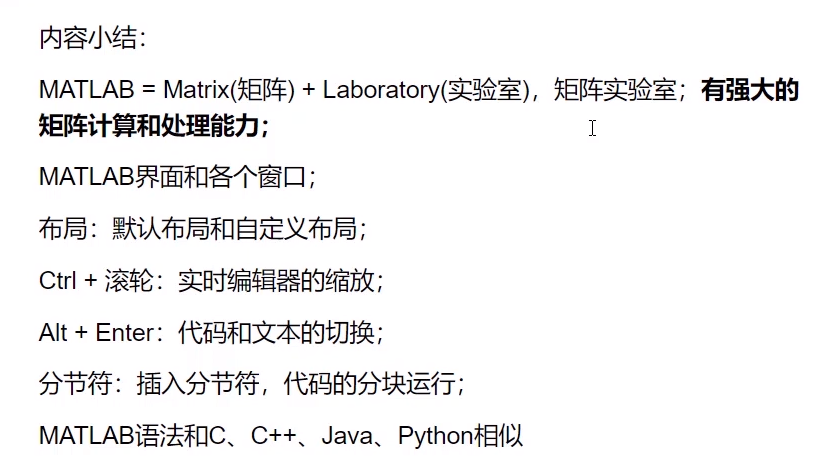 内容小结：
MATLAB = Matrix(矩阵) + Laboratory(实验室)，矩阵实验室；有强大的
矩阵计算和处理能力；
MATLAB界面和各个窗口；
布局：默认布局和自定义布局；
Ctrl + 滚轮：实时编辑器的缩放；
Alt + Enter：代码和文本的切换；
分节符：插入分节符，代码的分块运行；
MATLAB语法和C、C++、Java、Python相似